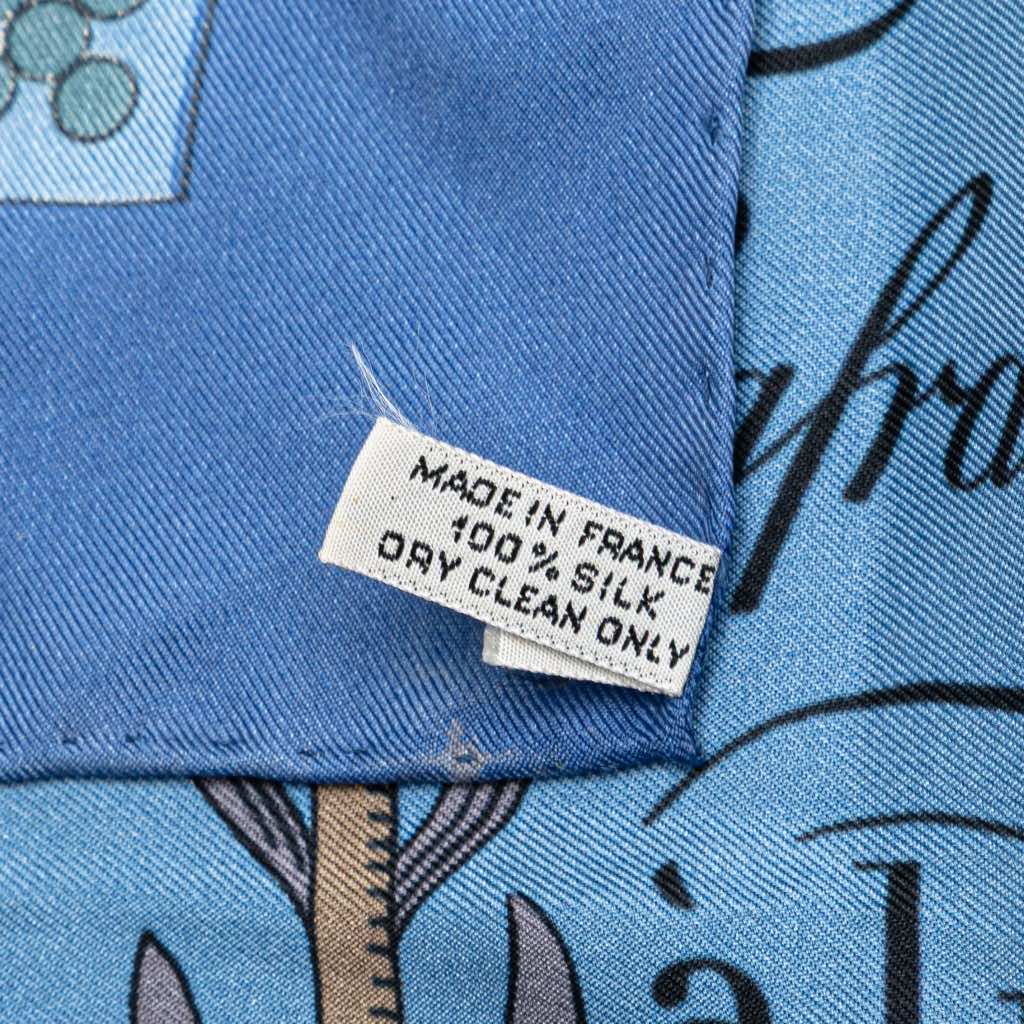 MADE IN FRANCE
100% SILK
DRY CLEAN ONLY
à l